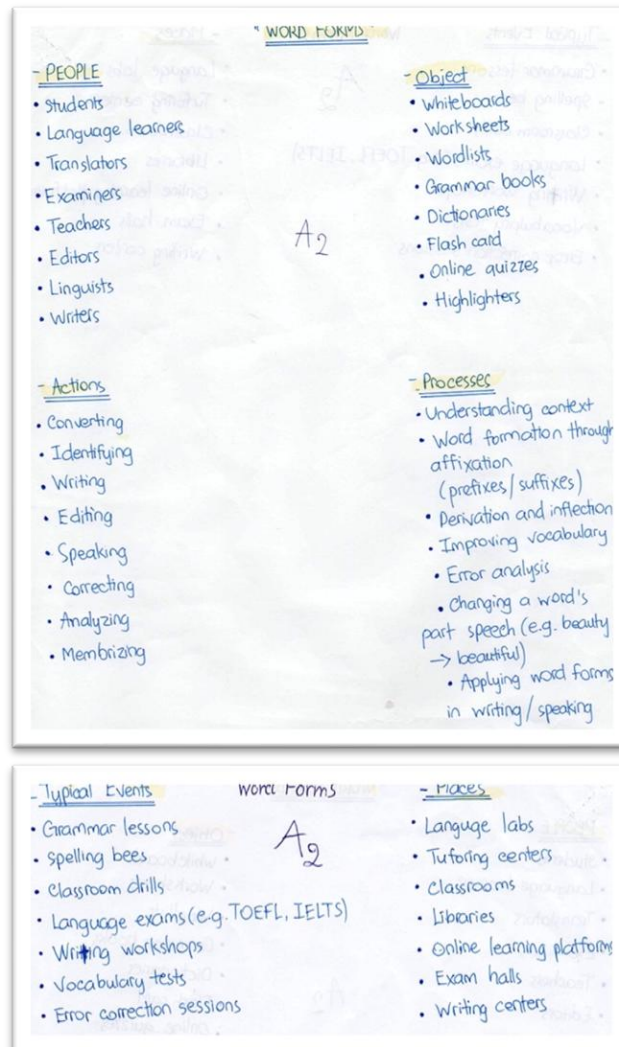 " WORD FORMS "
- PEOPLE
• Students
• Language learners
• Translators
• Examiners
• Teachers
• Editors
• Linguists
• Writers
A2
- Object
• Whiteboards
• Worksheets
• Wordlists
• Grammar books
• Dictionaries
• Flash card
• Online quizzes
• Highlighters
- Actions
• Converting
• Identifying
• Writing
• Editing
• Speaking
• Correcting
• Analyzing
• Membrizing
- Processes
• Understanding context
• Word formation through
affixation
(prefixes/suffixes)
• Derivation and inflection
• Improving vocabulary
• Error analysis
• Changing a word's
part speech (e.g. beauty
→ beautiful)
• Applying word forms
in writing/speaking
- Typical Events
Word Forms
A2
• Grammar lessons
• Spelling bees
• Classroom drills
• Language exams (e.g. TOEFL, IELTS)
• Writing workshops
• Vocabulary tests
• Error correction sessions
- Places
• Languge labs
• Tutoring centers
• Classrooms
• Libraries
• Online learning platforms
• Exam halls
• Writing centers